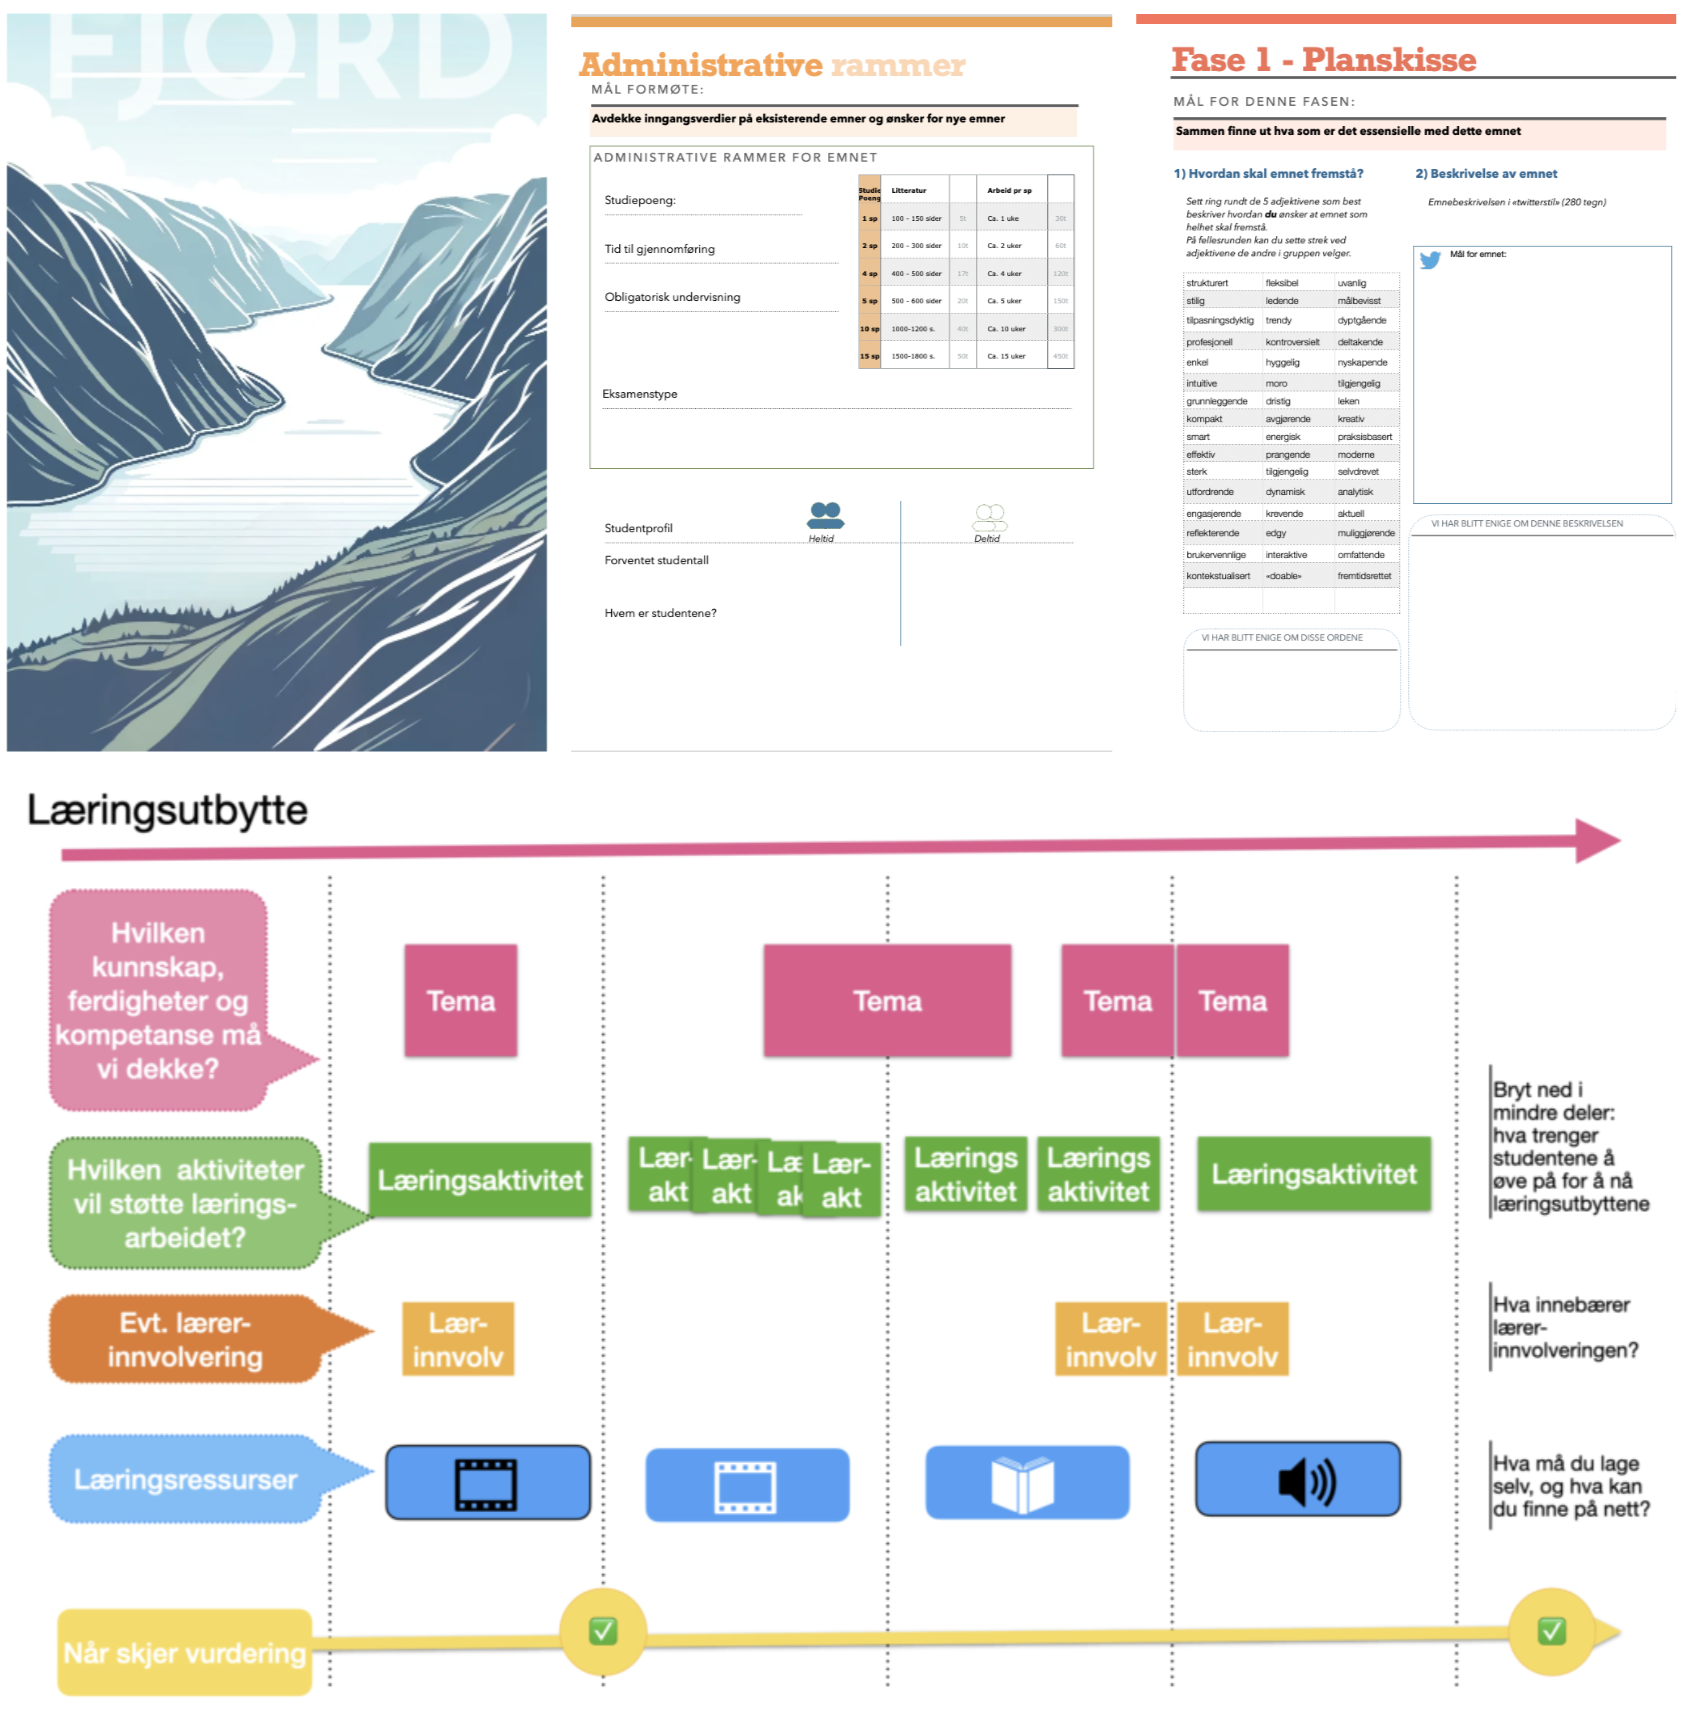 FJORD
Administrative rammer
MÅL FORMØTE:
Avdekke inngangsverdier på eksisterende emner og ønsker for nye emner
ADMINISTRATIVE RAMMER FOR EMNET
Studiepoeng:
Tid til gjennomføring
Obligatorisk undervisning
Studie Litteratur Arbeid pr sp
Poeng
1 sp 100 - 150 sider 5t Ca. 1 uke 30t
2 sp 200 - 300 sider 10t Ca. 2 uker 60t
4 sp 400 - 500 sider 17t Ca. 4 uker 120t
5 sp 500 - 600 sider 20t Ca. 5 uker 150t
10 sp 1000-1200 s. 40t Ca. 10 uker 300t
15 sp 1500-1800 s. 50t Ca. 15 uker 450t
Eksamenstype
Studentprofil
Heltid
Deltid
Forventet studentall
Hvem er studentene?
Fase 1 - Planskisse
MÅL FOR DENNE FASEN:
Sammen finne ut hva som er det essensielle med dette emnet
1) Hvordan skal emnet fremstå?
Sett ring rundt de 5 adjektivene som best
beskriver hvordan du ønsker at emnet som
helhet skal fremstå.
På fellesrunden kan du sette strek ved
adjektivene de andre i gruppen velger.
strukturert fleksibel uvanlig
stilig ledende målbevisst
tilpasningsdyktig trendy dyptgående
profesjonell kontroversielt deltakende
enkel hyggelig nyskapende
intuitive moro tilgjengelig
grunnleggende dristig leken
kompakt avgjørende kreativ
smart energisk praksisbasert
effektiv prangende moderne
sterk tilgjengelig selvdrevet
utfordrende dynamisk analytisk
engasjerende krevende aktuell
reflekterende edgy muliggjørende
brukervennlige interaktive omfattende
kontekstualisert «doable» fremtidsrettet
VI HAR BLITT ENIGE OM DISSE ORDENE
2) Beskrivelse av emnet
Emnebeskrivelsen i «twitterstil» (280 tegn)
Mål for emnet:
VI HAR BLITT ENIGE OM DENNE BESKRIVELSEN
Læringsutbytte
Hvilken
kunnskap,
ferdigheter og
kompetanse må
vi dekke?
Tema
Tema
Tema
Tema
Hvilken aktiviteter
vil støtte lærings-
arbeidet?
Læringsaktivitet
Lær-
akt
Lær-
akt
Læ
ak
Lær-
akt
Lærings
aktivitet
Lærings
aktivitet
Læringsaktivitet
Bryt ned i
mindre deler:
hva trenger
studentene å
øve på for å nå
læringsutbyttene
Evt. lærer-
innvolvering
Lær-
innvolv
Lær-
innvolv
Lær-
innvolv
Hva innebærer
lærer-
innvolveringen?
Læringsressurser
Hva må du lage
selv, og hva kan
du finne på nett?
Når skjer vurdering